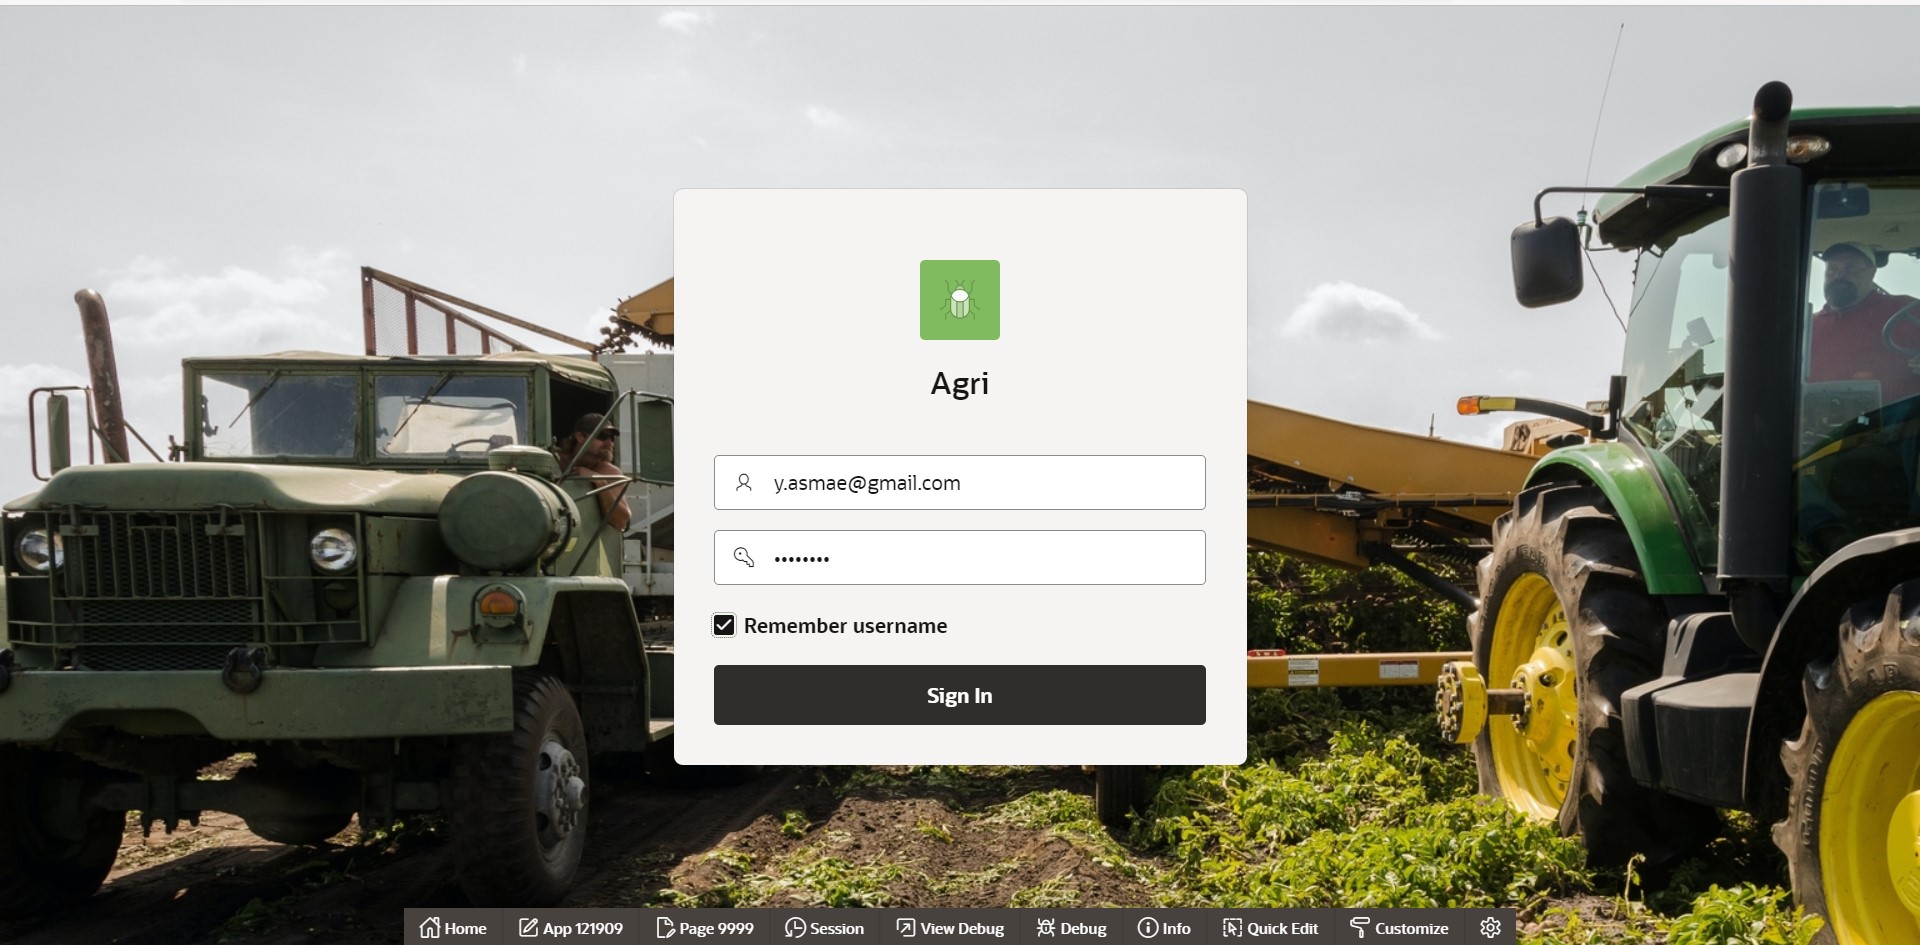 Agri
y.asmae@gmail.com
••••••••
Remember username
Sign In
Home App 121909 Page 9999 Session View Debug Debug Info Quick Edit Customize